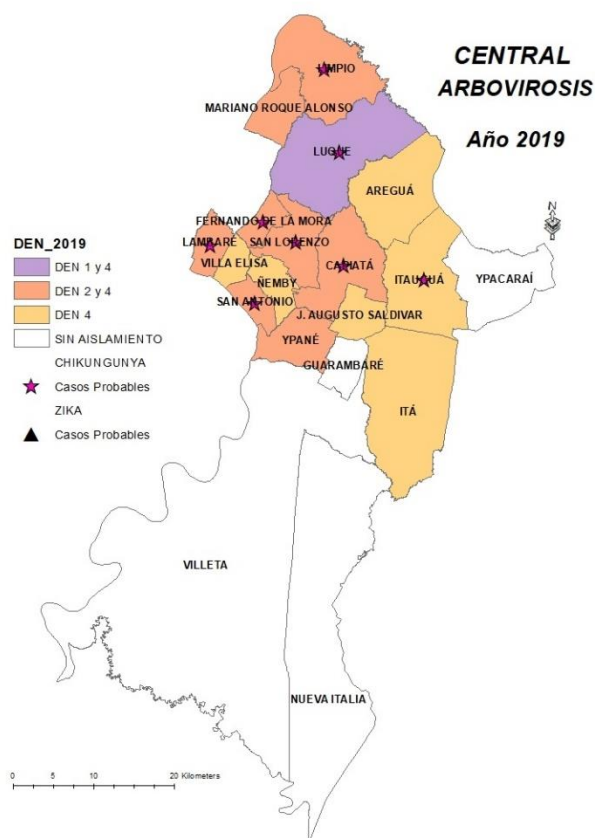 CENTRAL
ARBOVIROSIS
Año 2019
N
LIMPIO
MARIANO ROQUE ALONSO
LUQUE
AREGUÁ
FERNANDO DE LA MORA
LAMBARÉ
SAN LORENZO
VILLA ELISA
CAPIATÁ
ITAUGUÁ
YPACARAÍ
ÑEMBY
SAN ANTONIO
J. AUGUSTO SALDIVAR
YPANÉ
GUARAMBARÉ
ITÁ
VILLETA
NUEVA ITALIA
DEN_2019
DEN 1 y 4
DEN 2 y 4
DEN 4
SIN AISLAMIENTO
CHIKUNGUNYA
Casos Probables
ZIKA
Casos Probables
0 5 10 20 Kilometers